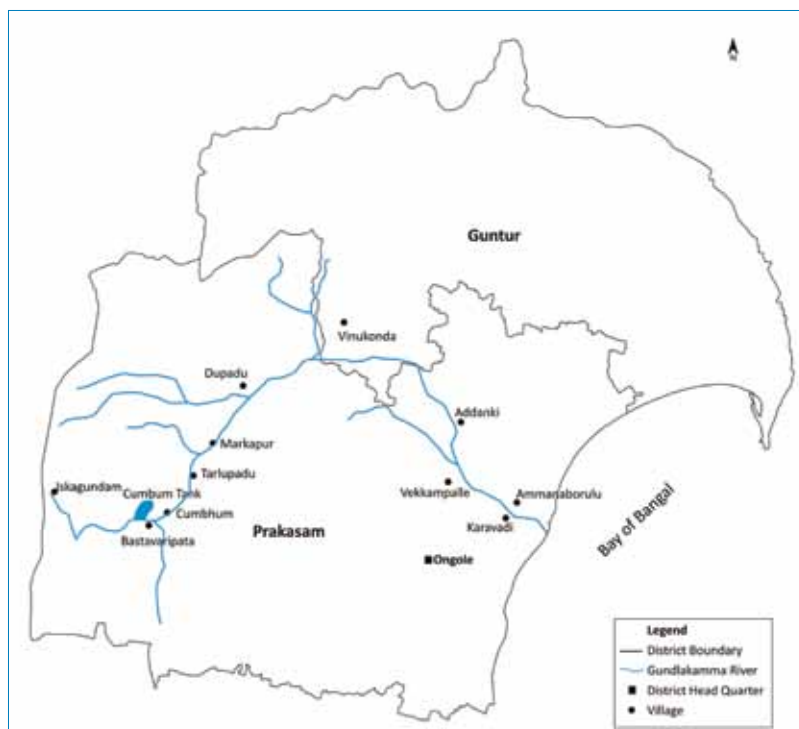 N
Guntur
Vinukonda
Dupadu
Addanki
Markapur
Tarlupadu
Iskagundam
Cumbum Tank
Cumbhum
Bastavaripata
Vekkampalle
Ammanaborulu
Karavadi
Prakasam
Ongole
Bay of Bangal
Legend
District Boundary
Gundlakamma River
District Head Quarter
Village